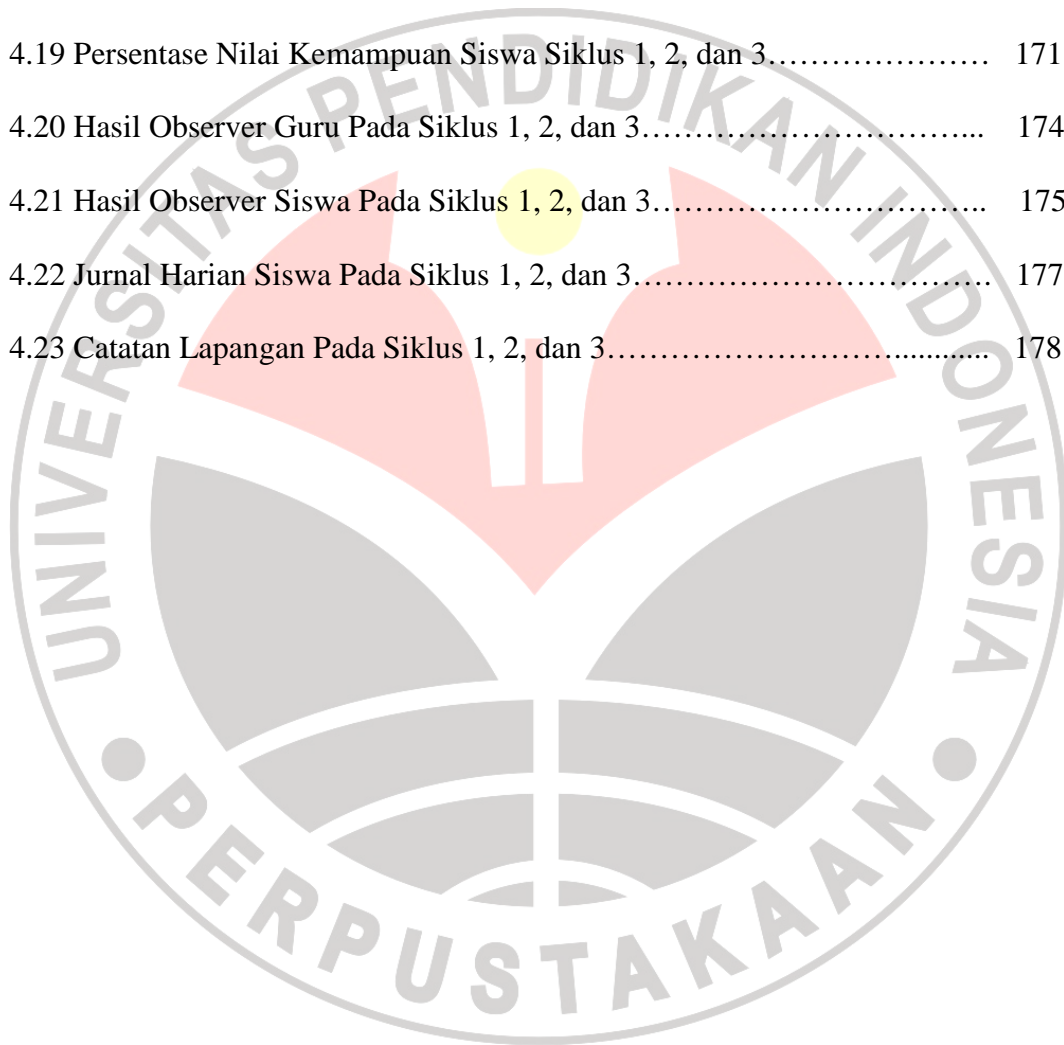 4.19 Persentase Nilai Kemampuan Siswa Siklus 1, 2, dan 3………………… 171
4.20 Hasil Observer Guru Pada Siklus 1, 2, dan 3………………………... 174
4.21 Hasil Observer Siswa Pada Siklus 1, 2, dan 3………………………….. 175
4.22 Jurnal Harian Siswa Pada Siklus 1, 2, dan 3……………………………. 177
4.23 Catatan Lapangan Pada Siklus 1, 2, dan 3………………………............ 178
UNIVERSITAS PENDIDIKAN INDONESIA
PERPUSTAKAAN